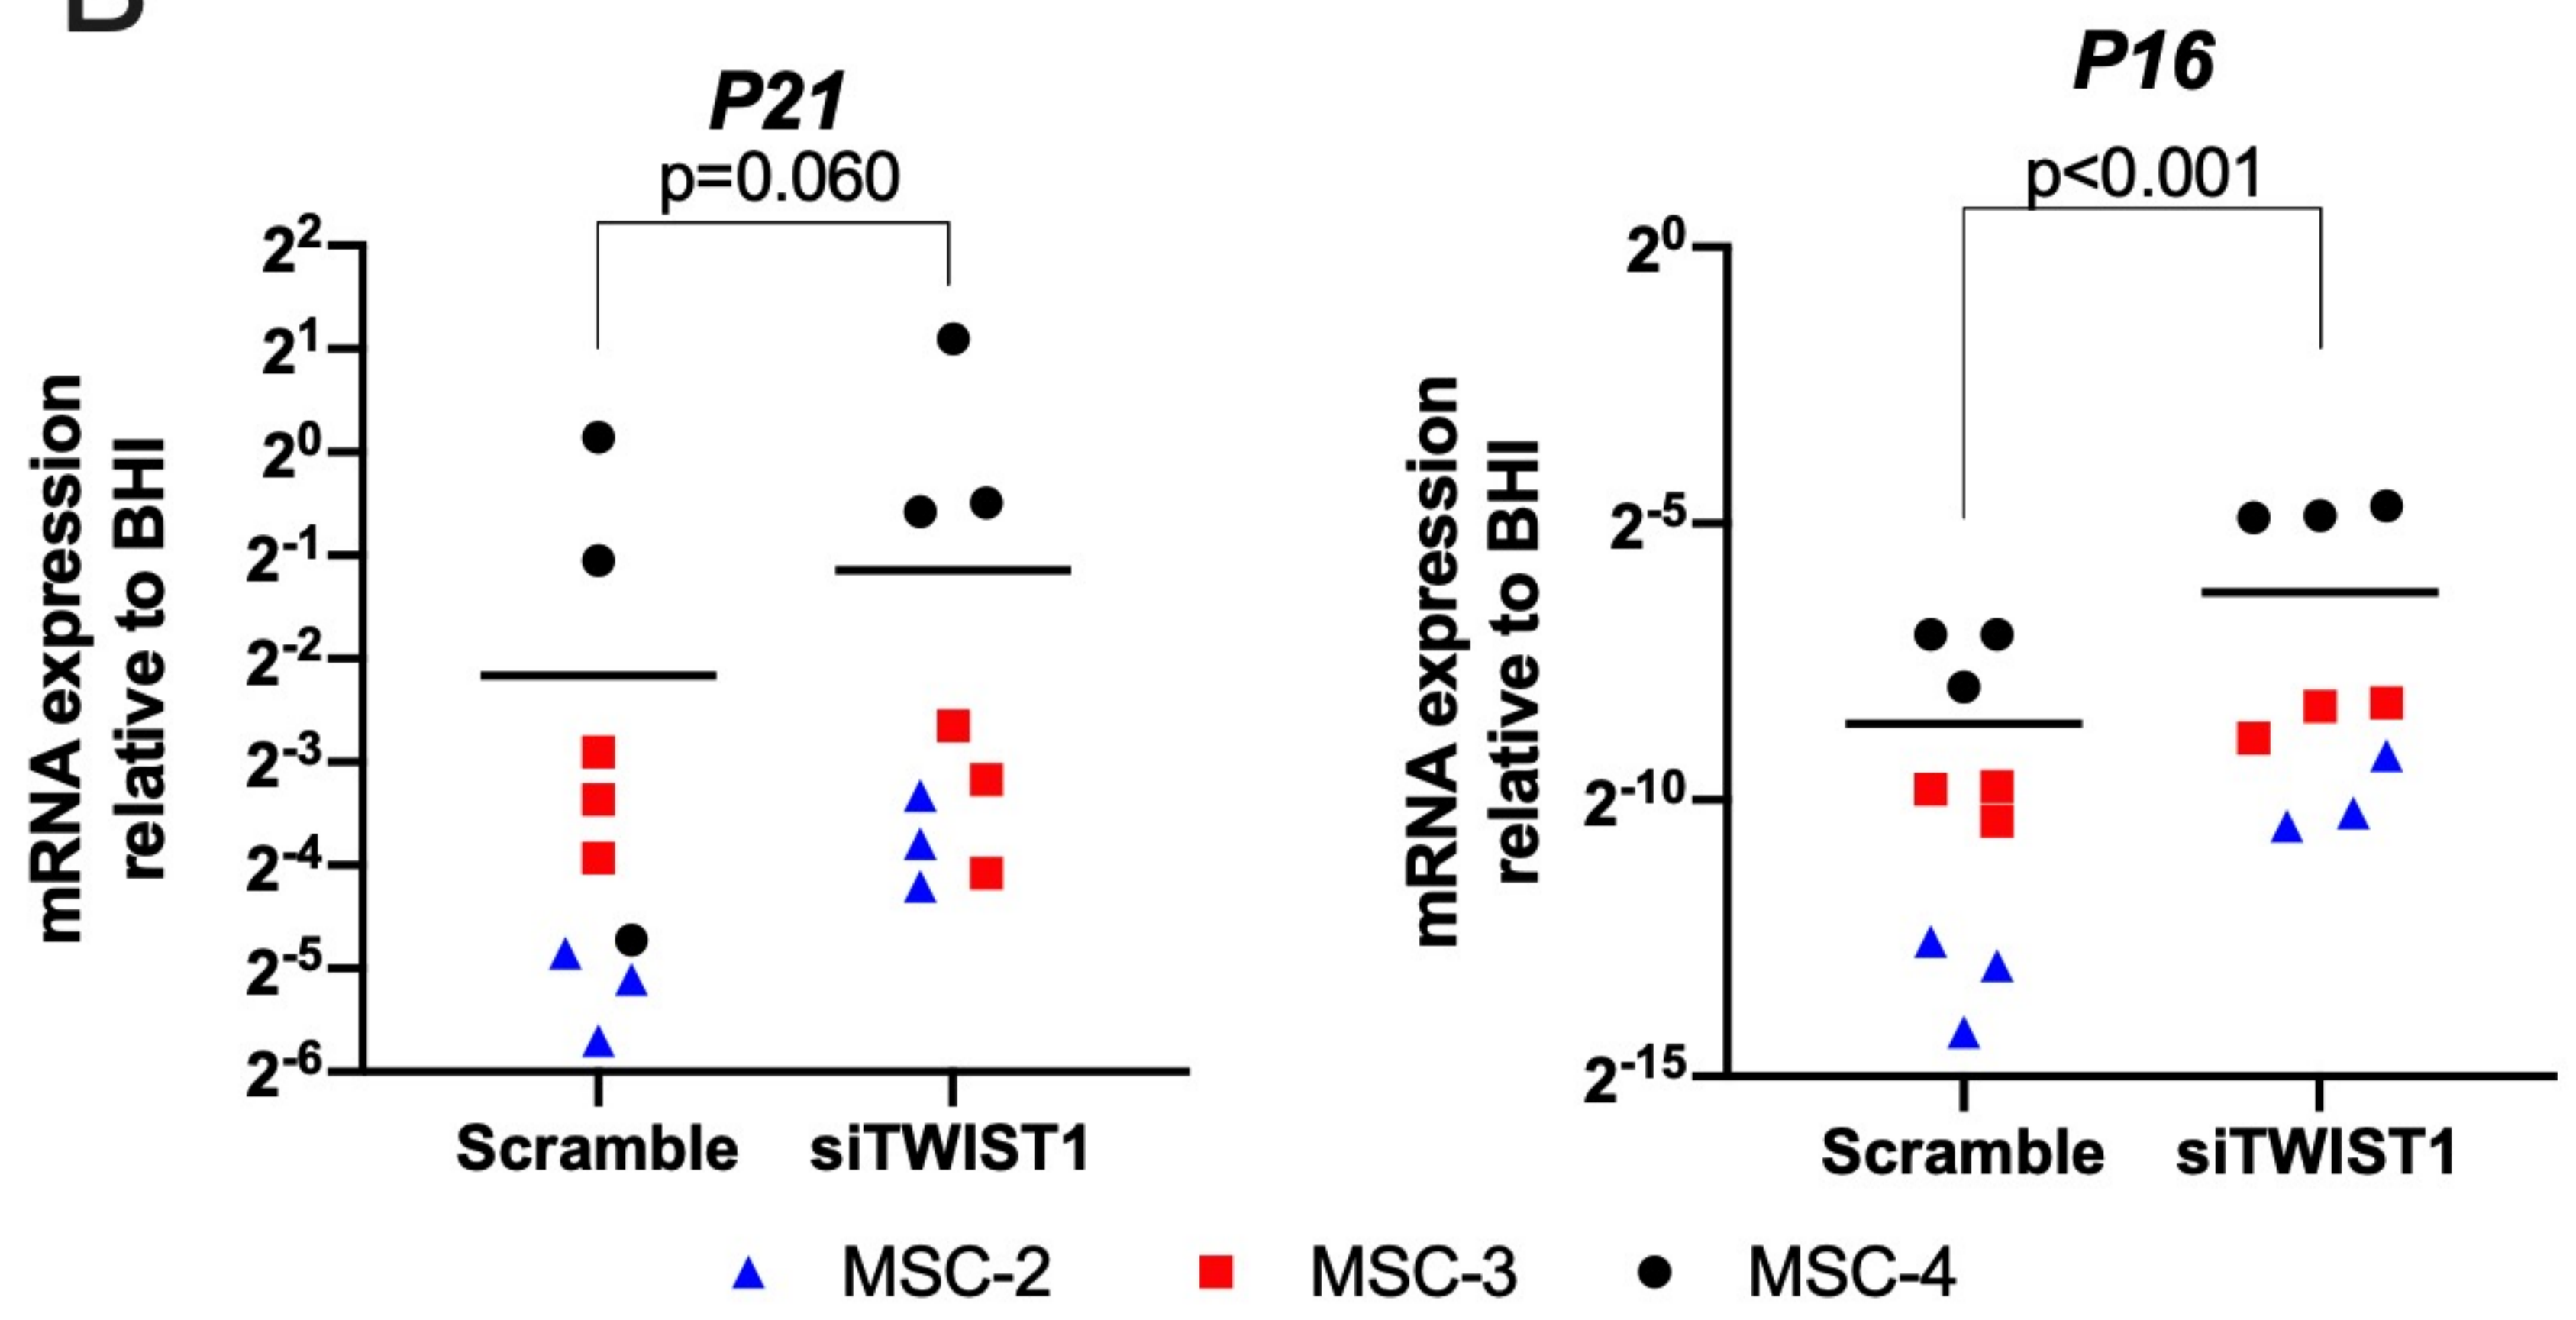 B
P21
p=0.060
2^2
2^1
2^0
2^-1
2^-2
2^-3
2^-4
2^-5
2^-6
mRNA expression
relative to BHI
Scramble siTWIST1
P16
p<0.001
2^0
2^-5
2^-10
2^-15
mRNA expression
relative to BHI
Scramble siTWIST1
MSC-2 MSC-3 MSC-4